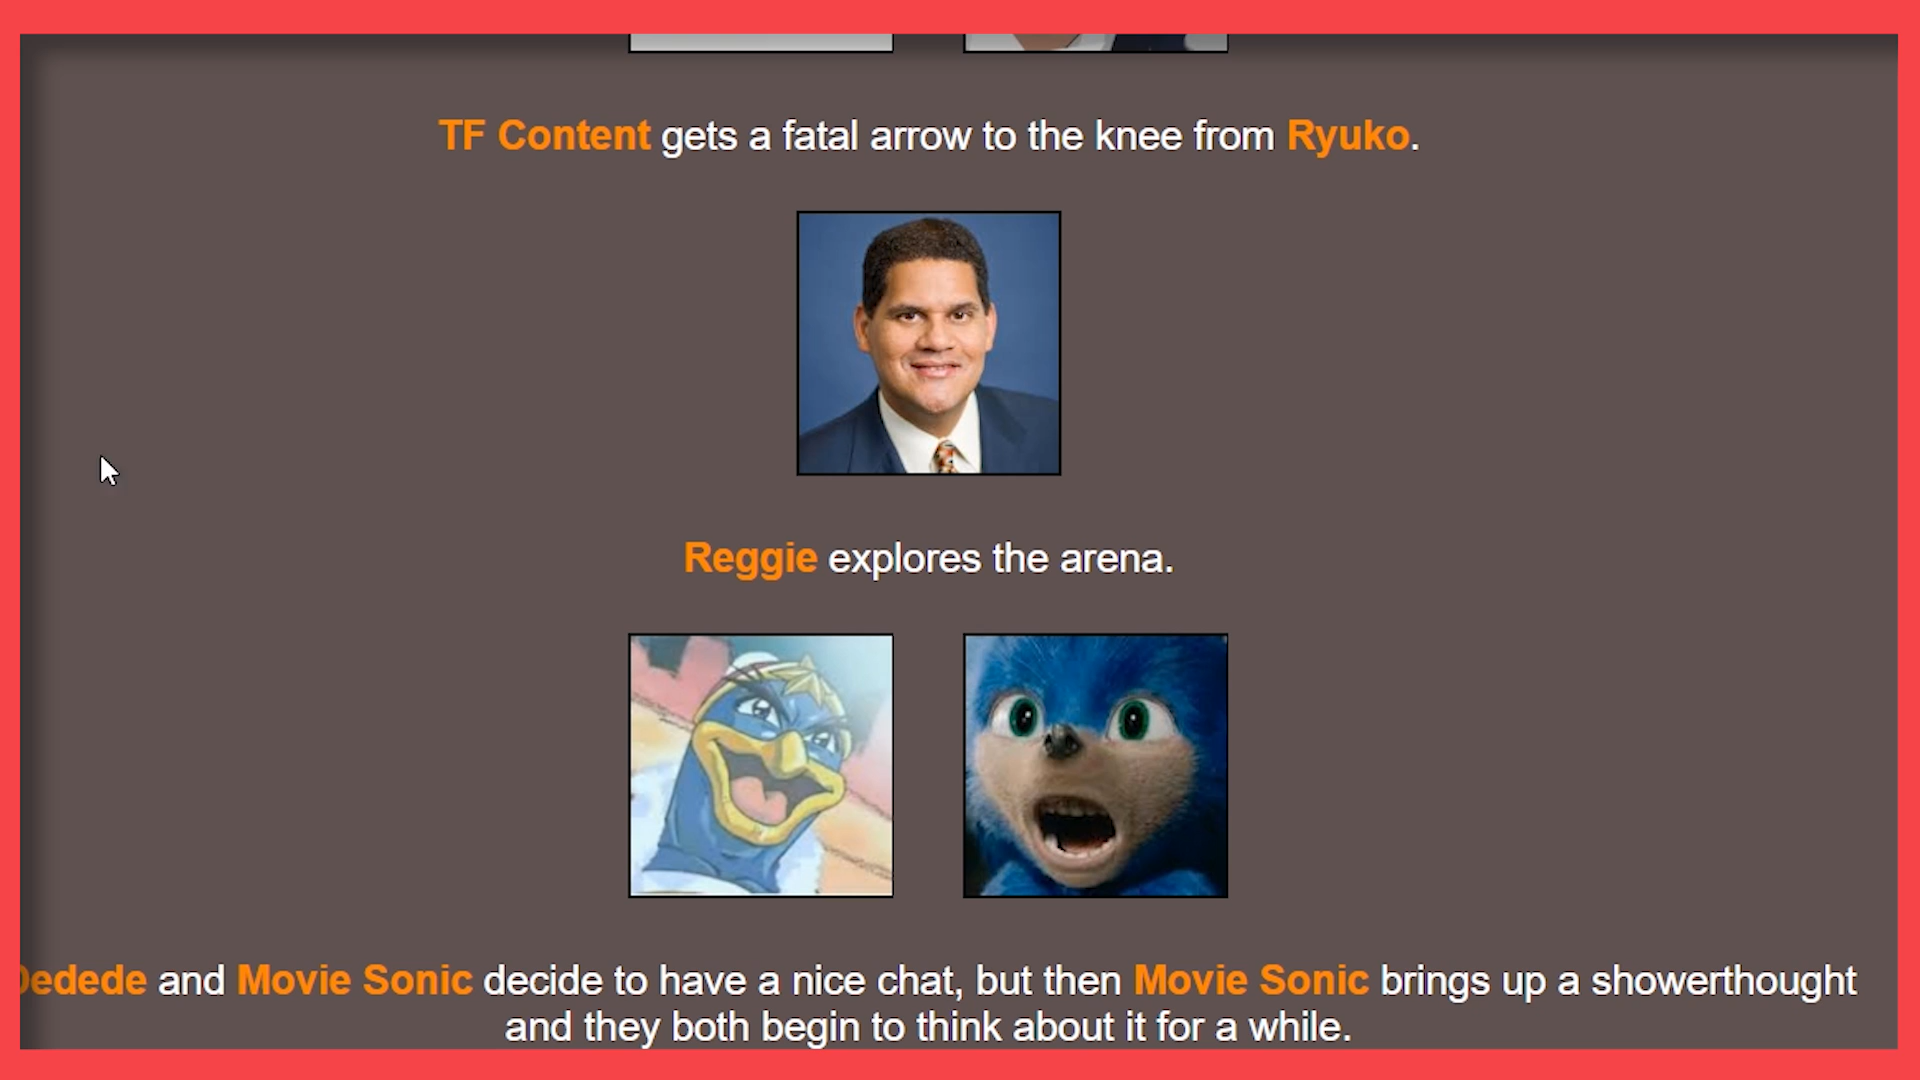 TF Content gets a fatal arrow to the knee from Ryuko.
Reggie explores the arena.
Dedede and Movie Sonic decide to have a nice chat, but then Movie Sonic brings up a showerthought
and they both begin to think about it for a while.